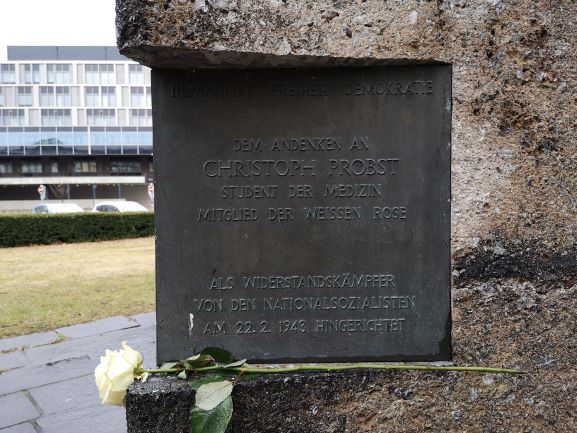 HUMANITÄT FREIHEIT DEMOKRATIE
DEM ANDENKEN AN
CHRISTOPH PROBST
STUDENT DER MEDIZIN
MITGLIED DER WEISSEN ROSE
ALS WIDERSTANDSKÄMPFER
VON DEN NATIONALSOZIALISTEN
AM 22.2. 1943 HINGERICHTET